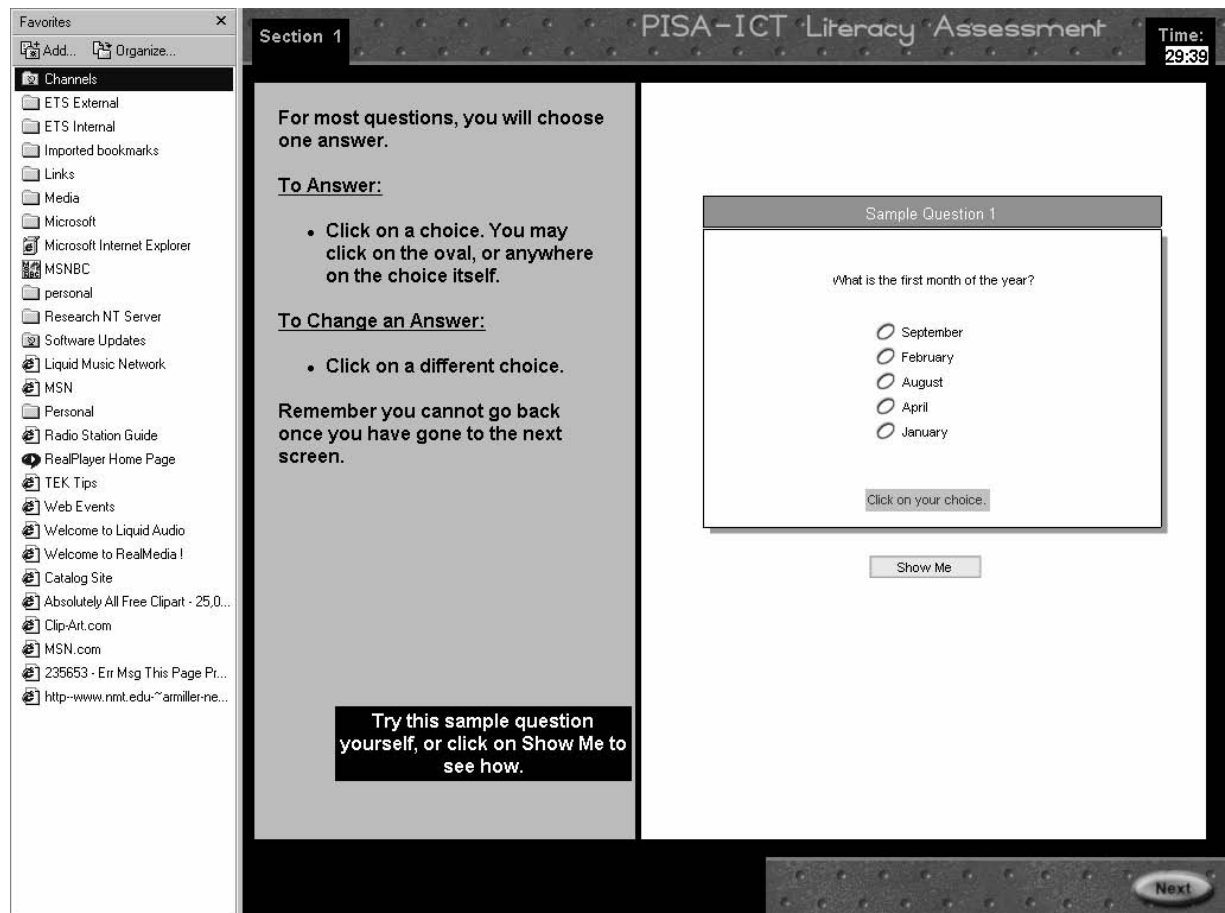 Favorites
Add... Organize...
Channels
ETS External
ETS Internal
Imported bookmarks
Links
Media
Microsoft
Microsoft Internet Explorer
MSNBC
personal
Research NT Server
Software Updates
Liquid Music Network
MSN
Personal
Radio Station Guide
RealPlayer Home Page
TEK Tips
Web Events
Welcome to Liquid Audio
Welcome to RealMedia !
Catalog Site
Absolutely All Free Clipart - 25,0...
Clip-Art.com
MSN.com
235653 - Err Msg This Page Pr...
http--www.nmt.edu-~armiller-ne...
Section 1
PISA-ICT Literacy Assessment
Time:
29:39
For most questions, you will choose
one answer.
To Answer:
• Click on a choice. You may
click on the oval, or anywhere
on the choice itself.
To Change an Answer:
• Click on a different choice.
Remember you cannot go back
once you have gone to the next
screen.
Try this sample question
yourself, or click on Show Me to
see how.
Sample Question 1
What is the first month of the year?
September
February
August
April
January
Click on your choice.
Show Me
Next